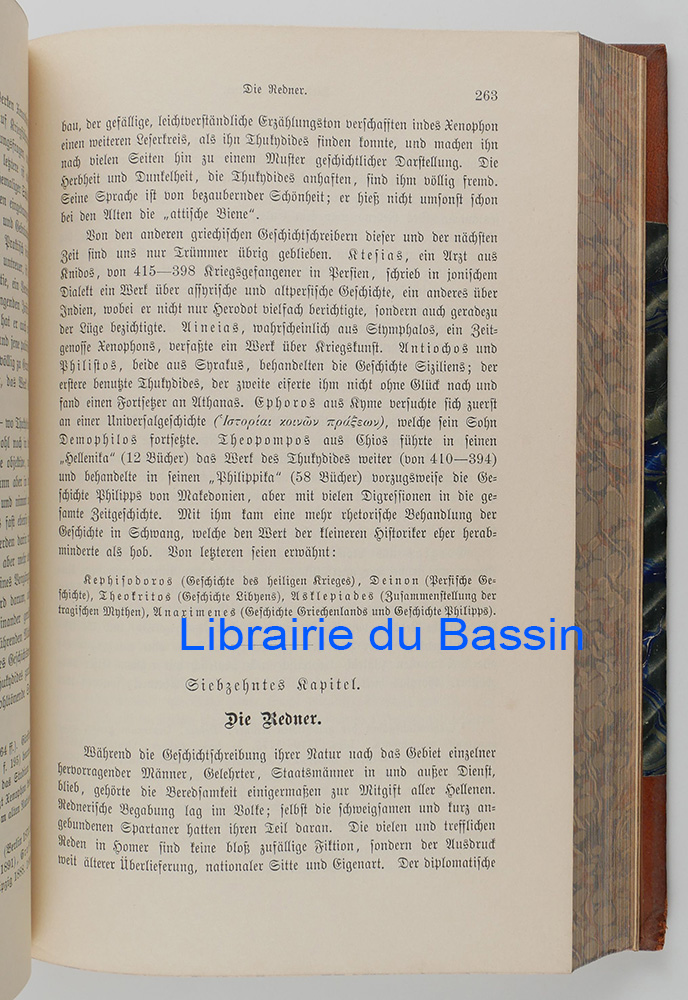 Die Redner.
263
bau, der gefällige, leichtverständliche Erzählungston verschafften indes Xenophon
einen weiteren Leserkreis, als ihn Thukydides finden konnte, und machen ihn
nach vielen Seiten hin zu einem Muster geschichtlicher Darstellung. Die
Herbheit und Dunkelheit, die Thukydides anhaften, sind ihm völlig fremd.
Seine Sprache ist von bezaubernder Schönheit; er hieß nicht umsonst schon
bei den Alten die „attische Biene“.
Von den anderen griechischen Geschichtschreibern dieser und der nächsten
Zeit sind uns nur Trümmer übrig geblieben. Ktesias, ein Arzt aus
Knidos, von 415—398 Kriegsgefangener in Persien, schrieb in jonischem
Dialekt ein Werk über assyrische und altpersische Geschichte, ein anderes über
Indien, wobei er nicht nur Herodot vielfach berichtigte, sondern auch geradezu
der Lüge bezichtigte. Aineias, wahrscheinlich aus Stymphalos, ein Zeit-
genosse Xenophons, verfaßte ein Werk über Kriegskunst. Antiochos und
Philistos, beide aus Syrakus, behandelten die Geschichte Siziliens; der
erstere benutzte Thukydides, der zweite eiferte ihm nicht ohne Glück nach und
fand einen Fortsetzer an Athanas. Ephoros aus Kyme versuchte sich zuerst
an einer Universalgeschichte (Ἱστορίαι κοινῶν πράξεων), welche sein Sohn
Demophilos fortsetzte. Theopompos aus Chios führte in seinen
„Hellenika“ (12 Bücher) das Werk des Thukydides weiter (von 410—394)
und behandelte in seinen „Philippika“ (58 Bücher) vorzugsweise die Ge-
schichte Philipps von Makedonien, aber mit vielen Digressionen in die ge-
samte Zeitgeschichte. Mit ihm kam eine mehr rhetorische Behandlung der
Geschichte in Schwang, welche den Wert der kleineren Historiker eher herab-
minderte als hob. Von letzteren seien erwähnt:
Kephisodoros (Geschichte des heiligen Krieges), Deinon (Persische Ge-
schichte), Theokritos (Geschichte Libyens), Asklepiades (Zusammenstellung der
tragischen Mythen), Anaximenes (Geschichte Griechenlands und Geschichte Philipps).
Librairie du Bassin
Siebzehntes Kapitel.
Die Redner.
Während die Geschichtschreibung ihrer Natur nach das Gebiet einzelner
hervorragender Männer, Gelehrter, Staatsmänner in und außer Dienst,
blieb, gehörte die Beredsamkeit einigermaßen zur Mitgift aller Hellenen.
Rednerische Begabung lag im Volke; selbst die schweigsamen und kurz an-
gebundenen Spartaner hatten ihren Teil daran. Die vielen und trefflichen
Reden in Homer sind keine bloß zufällige Fiktion, sondern der Ausdruck
weit älterer Überlieferung, nationaler Sitte und Eigenart. Der diplomatische